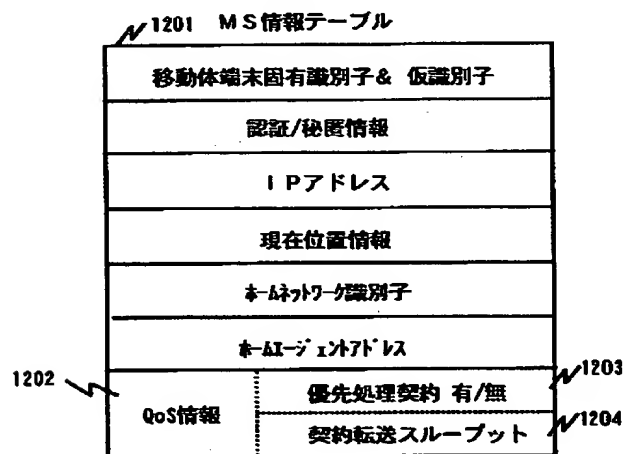 1201 MS情報テーブル
移動体端末固有識別子& 仮識別子
認証/秘匿情報
IPアドレス
現在位置情報
ホームネットワーク識別子
ホームエージェントアドレス
1202
QoS情報
優先処理契約 有/無
1203
契約転送スループット
1204